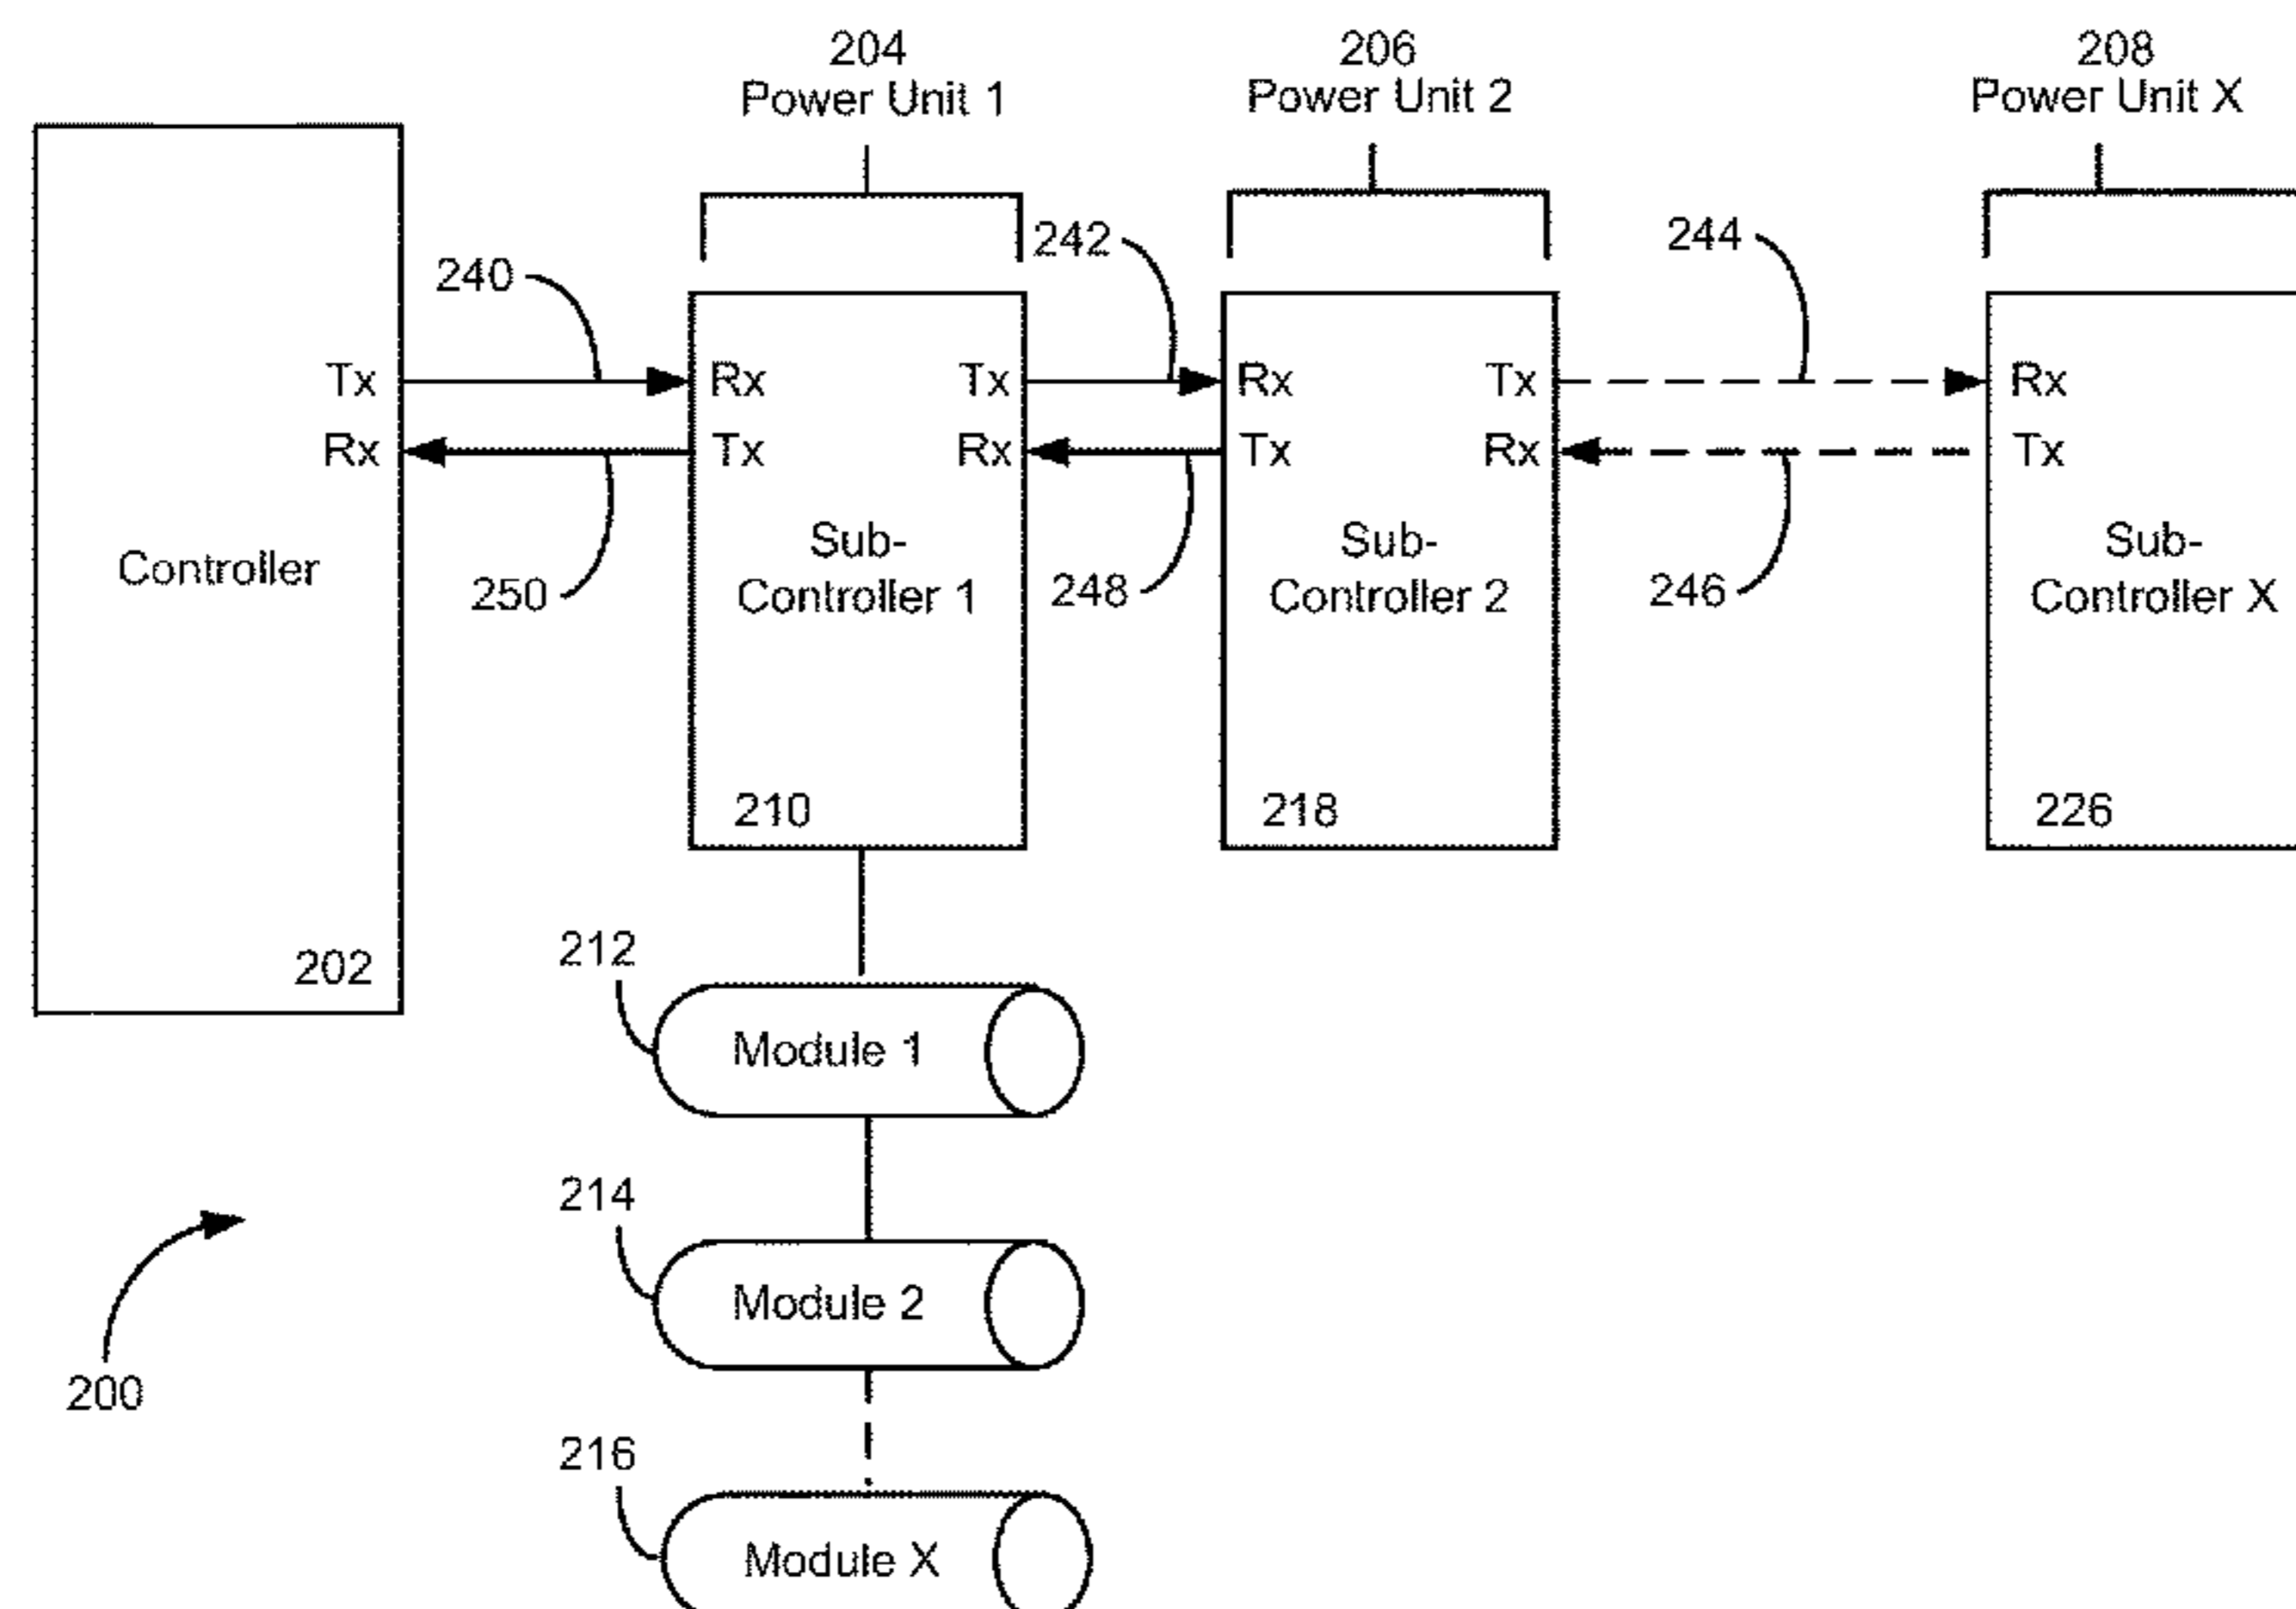 204
Power Unit 1
206
Power Unit 2
208
Power Unit X
240
242
244
Tx
Rx
Tx
Rx
Tx
Rx
Rx
Tx
Rx
Tx
Rx
Tx
Controller
Sub-
Controller 1
Sub-
Controller 2
Sub-
Controller X
250
248
246
210
218
226
202
212
Module 1
214
Module 2
200
216
Module X